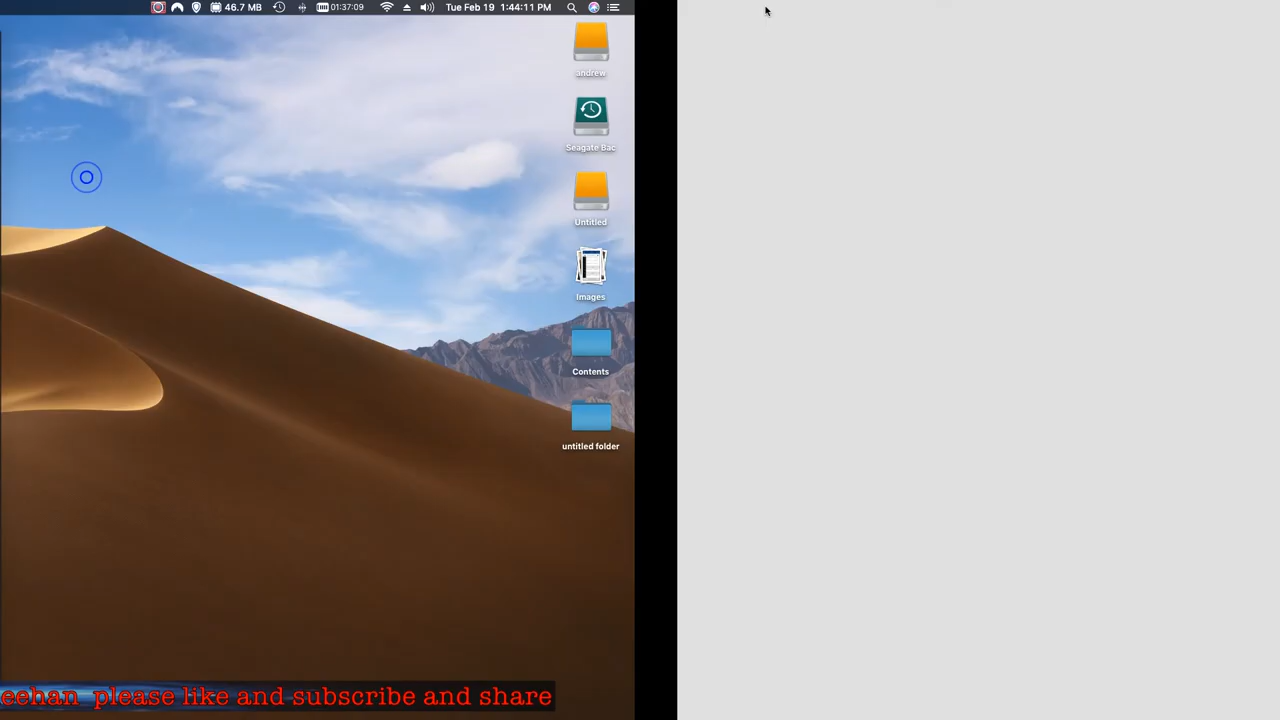 46.7 MB 01:37:09 Tue Feb 19 1:44:11 PM
andrew
Seagate Bac
Untitled
Images
Contents
untitled folder
eehan please like and subscribe and share